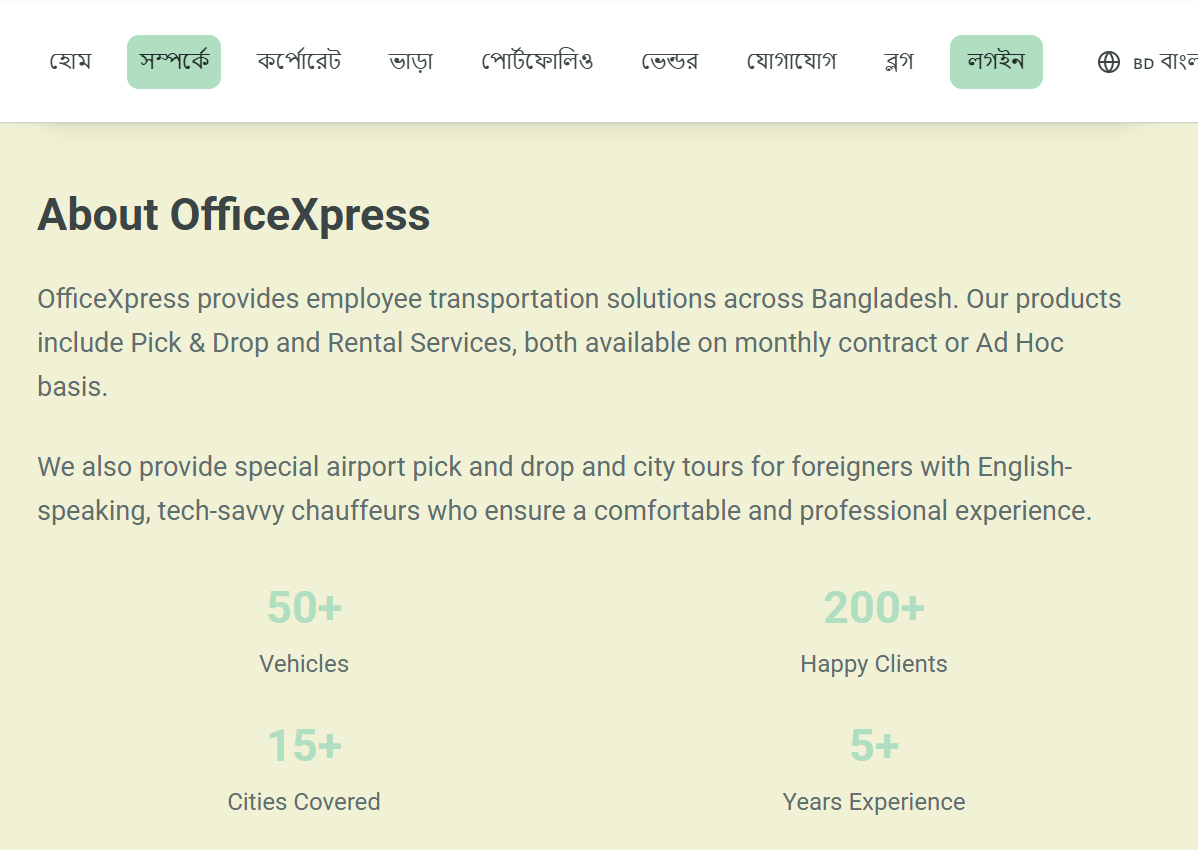 হোম সম্পর্কে কর্পোরেট ভাড়া পোর্টফোলিও ভেন্ডর যোগাযোগ ব্লগ লগইন BD
About OfficeXpress
OfficeXpress provides employee transportation solutions across Bangladesh. Our products
include Pick & Drop and Rental Services, both available on monthly contract or Ad Hoc
basis.
We also provide special airport pick and drop and city tours for foreigners with English-
speaking, tech-savvy chauffeurs who ensure a comfortable and professional experience.
50+ 200+
Vehicles Happy Clients
15+ 5+
Cities Covered Years Experience